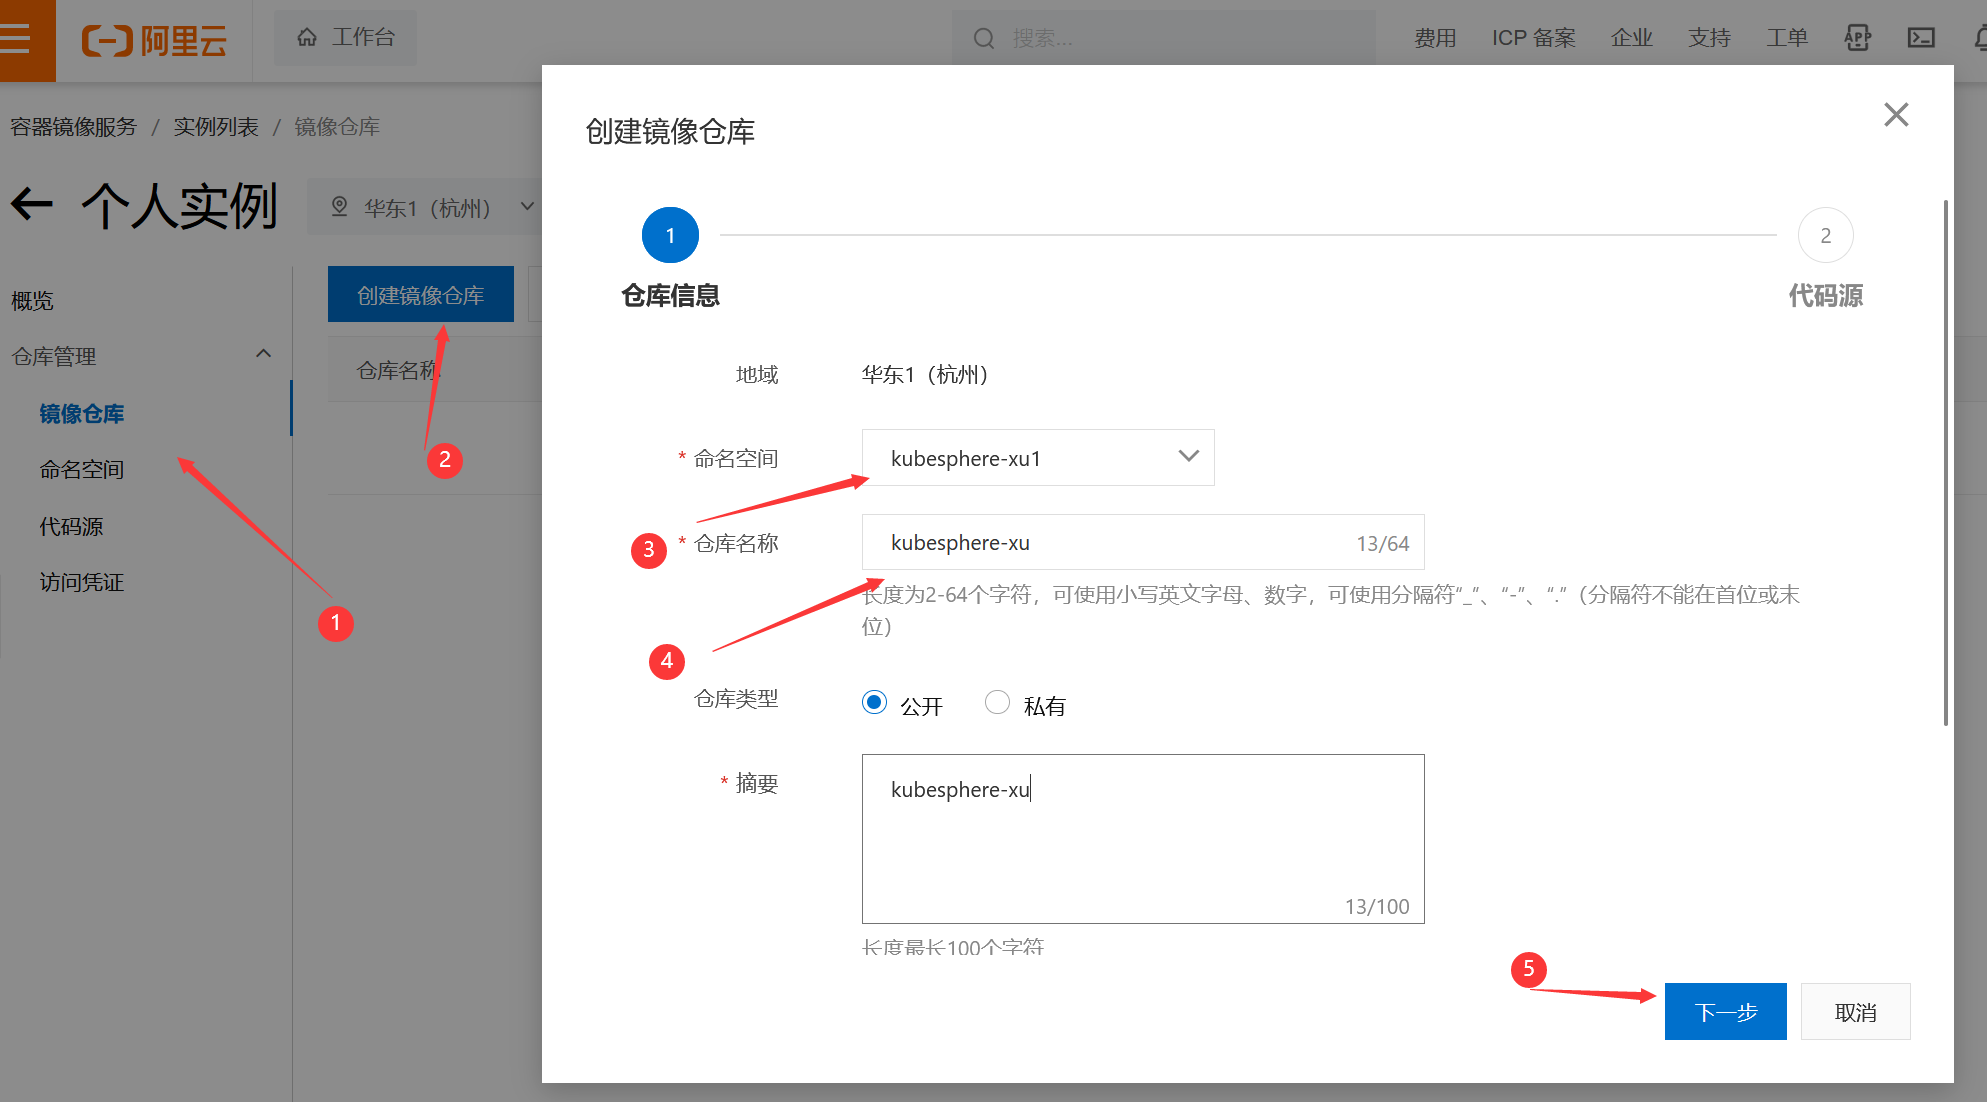 阿里云
工作台
搜索...
费用
ICP 备案
企业
支持
工单
APP
容器镜像服务 / 实例列表 / 镜像仓库
个人实例
华东1（杭州）
概览
仓库管理
镜像仓库
命名空间
代码源
访问凭证
1
创建镜像仓库
仓库名称
2
创建镜像仓库
1
仓库信息
2
代码源
地域
华东1（杭州）
* 命名空间
kubesphere-xu1
3
* 仓库名称
kubesphere-xu
13/64
长度为2-64个字符，可使用小写英文字母、数字，可使用分隔符“_”、“-”、“.”（分隔符不能在首位或末
位）
4
仓库类型
公开
私有
* 摘要
kubesphere-xu
13/100
长度最长100个字符
5
下一步
取消